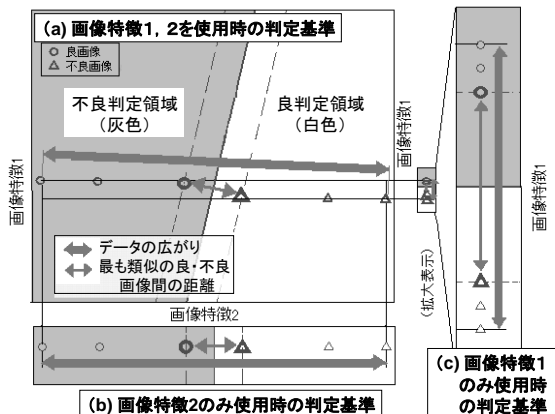 (a) 画像特徴1，2を使用時の判定基準
良画像
不良画像
不良判定領域
（灰色）
良判定領域
（白色）
画像特徴1
画像特徴1
データの広がり
最も類似の良・不良
画像間の距離
画像特徴2
(b) 画像特徴2のみ使用時の判定基準
（拡大表示）
画像特徴1
(c) 画像特徴1
のみ使用時
の判定基準